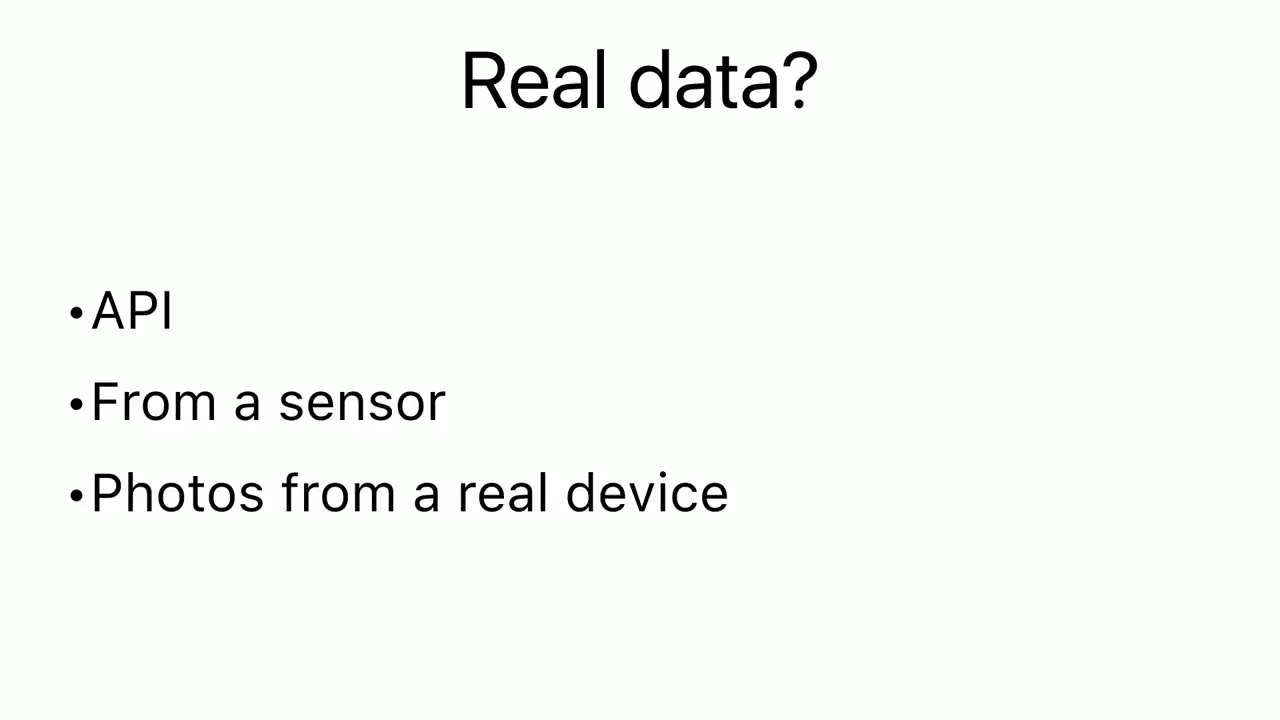 Real data?
•API
•From a sensor
•Photos from a real device